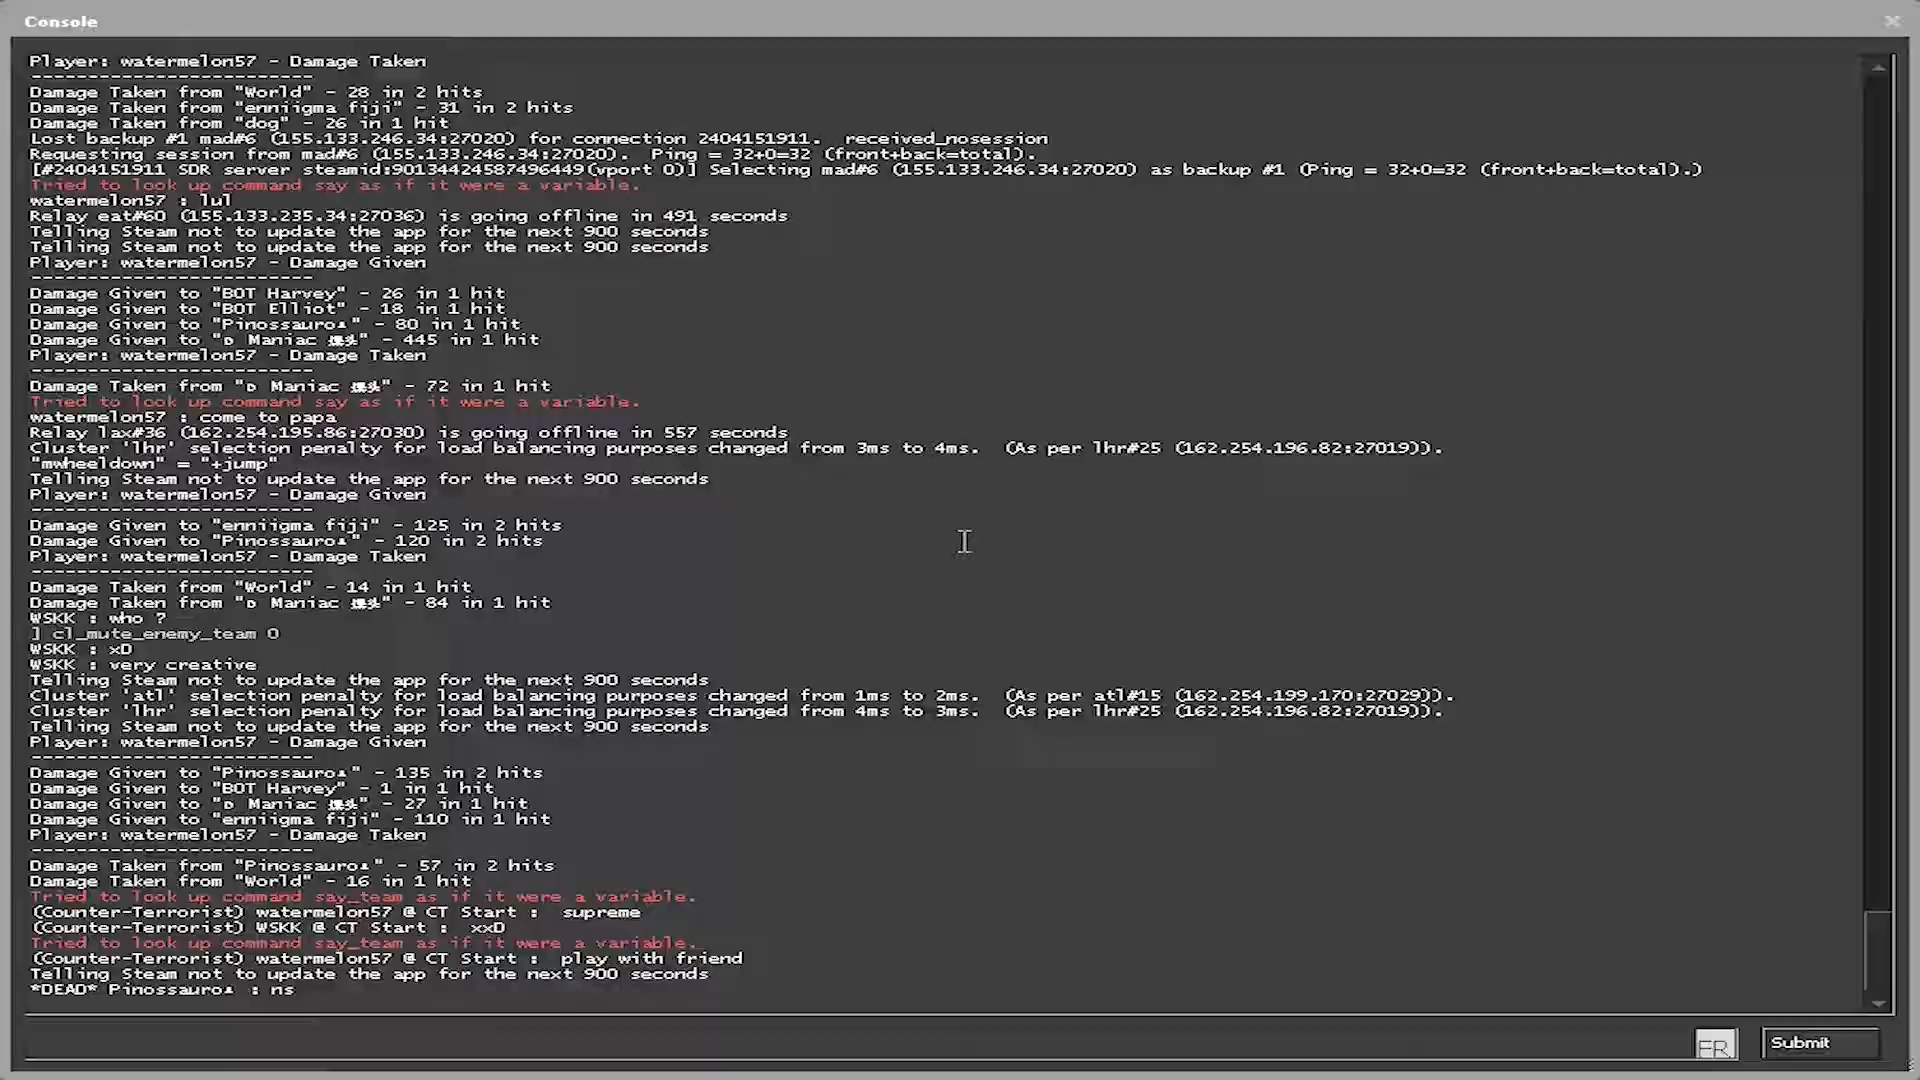 Console
Player: watermelon57 - Damage Taken
-------------------------
Damage Taken from "World" - 28 in 2 hits
Damage Taken from "enniigma fiji" - 31 in 2 hits
Damage Taken from "dog" - 26 in 1 hit
Lost backup #1 mad#6 (155.133.246.34:27020) for connection 2404151911.  received_nosession
Requesting session from mad#6 (155.133.246.34:27020).  Ping = 32+0=32 (front+back=total).
[#2404151911 SDR server steamid:90134424587496449(vport 0)] Selecting mad#6 (155.133.246.34:27020) as backup #1 (Ping = 32+0=32 (front+back=total).)
Tried to look up command say as if it were a variable.
watermelon57 : lul
Relay eat#60 (155.133.235.34:27036) is going offline in 491 seconds
Telling Steam not to update the app for the next 900 seconds
Telling Steam not to update the app for the next 900 seconds
Player: watermelon57 - Damage Given
-------------------------
Damage Given to "BOT Harvey" - 26 in 1 hit
Damage Given to "BOT Elliot" - 18 in 1 hit
Damage Given to "Pinossauro" - 80 in 1 hit
Damage Given to "Maniac" - 445 in 1 hit
Player: watermelon57 - Damage Taken
-------------------------
Damage Taken from "Maniac" - 72 in 1 hit
Tried to look up command say as if it were a variable.
watermelon57 : come to papa
Relay lax#36 (162.254.195.86:27030) is going offline in 557 seconds
Cluster 'lhr' selection penalty for load balancing purposes changed from 3ms to 4ms.  (As per lhr#25 (162.254.196.82:27019)).
"mwheeldown" = "+jump"
Telling Steam not to update the app for the next 900 seconds
Player: watermelon57 - Damage Given
-------------------------
Damage Given to "enniigma fiji" - 125 in 2 hits
Damage Given to "Pinossauro" - 120 in 2 hits
Player: watermelon57 - Damage Taken
-------------------------
Damage Taken from "World" - 14 in 1 hit
Damage Taken from "Maniac" - 84 in 1 hit
WSKK : who ?
] cl_mute_enemy_team 0
WSKK : xD
WSKK : very creative
Telling Steam not to update the app for the next 900 seconds
Cluster 'atl' selection penalty for load balancing purposes changed from 1ms to 2ms.  (As per atl#15 (162.254.199.170:27029)).
Cluster 'lhr' selection penalty for load balancing purposes changed from 4ms to 3ms.  (As per lhr#25 (162.254.196.82:27019)).
Telling Steam not to update the app for the next 900 seconds
Player: watermelon57 - Damage Given
-------------------------
Damage Given to "Pinossauro" - 135 in 2 hits
Damage Given to "BOT Harvey" - 1 in 1 hit
Damage Given to "Maniac" - 27 in 1 hit
Damage Given to "enniigma fiji" - 110 in 1 hit
Player: watermelon57 - Damage Taken
-------------------------
Damage Taken from "Pinossauro" - 57 in 2 hits
Damage Taken from "World" - 16 in 1 hit
Tried to look up command say_team as if it were a variable.
(Counter-Terrorist) watermelon57 @ CT Start :  supreme
(Counter-Terrorist) WSKK @ CT Start :  xxD
Tried to look up command say_team as if it were a variable.
(Counter-Terrorist) watermelon57 @ CT Start :  play with friend
Telling Steam not to update the app for the next 900 seconds
*DEAD* Pinossauro : ns
FR
Submit